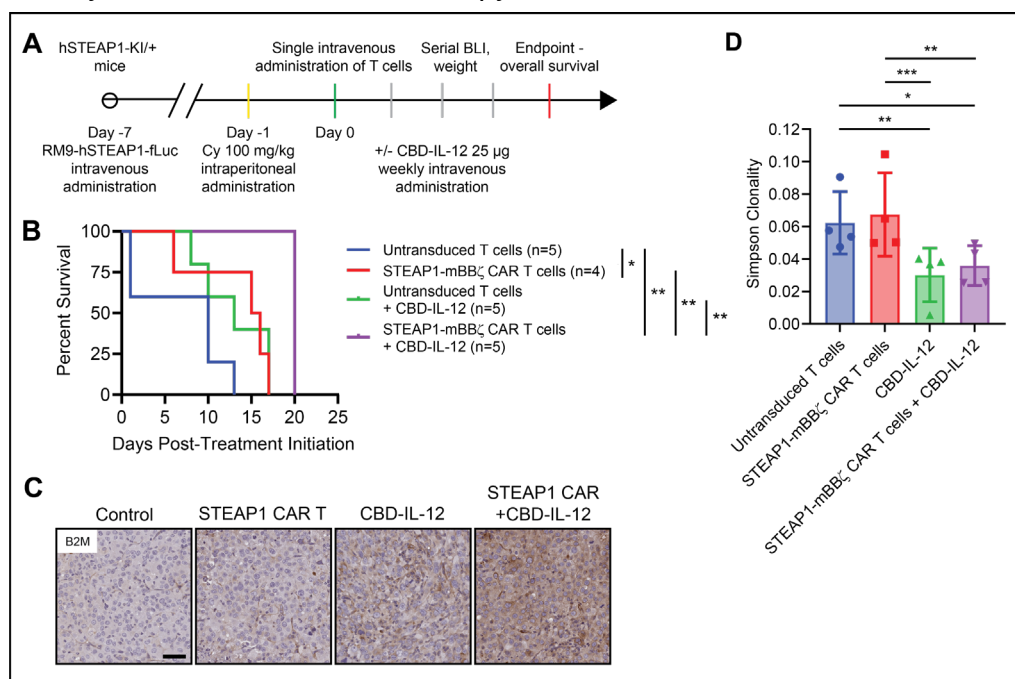 A
hSTEAP1-KI/+
mice
Single intravenous
administration of T cells
Serial BLI,
weight
Endpoint -
overall survival
Day -7
RM9-hSTEAP1-fLuc
intravenous
administration
Day -1
Cy 100 mg/kg
intraperitoneal
administration
Day 0
+/- CBD-IL-12 25 µg
weekly intravenous
administration
B
Percent Survival
100
75
50
25
0
0 5 10 15 20 25
Days Post-Treatment Initiation
Untransduced T cells (n=5)
STEAP1-mBBζ CAR T cells (n=4)
Untransduced T cells
+ CBD-IL-12 (n=5)
STEAP1-mBBζ CAR T cells
+ CBD-IL-12 (n=5)
*
**
**
**
C
Control
STEAP1 CAR T
CBD-IL-12
STEAP1 CAR
+CBD-IL-12
B2M
D
**
***
*
**
Simpson Clonality
0.12
0.10
0.08
0.06
0.04
0.02
0.00
Untransduced T cells
STEAP1-mBBζ CAR T cells
CBD-IL-12
STEAP1-mBBζ CAR T cells + CBD-IL-12